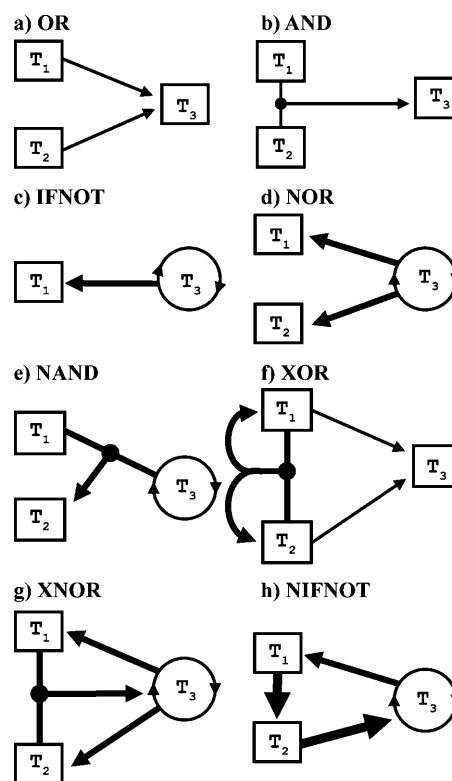 a) OR
T1
T2
T3
b) AND
T1
T2
T3
c) IFNOT
T1
T3
d) NOR
T1
T2
T3
e) NAND
T1
T2
T3
f) XOR
T1
T2
T3
g) XNOR
T1
T2
T3
h) NIFNOT
T1
T2
T3